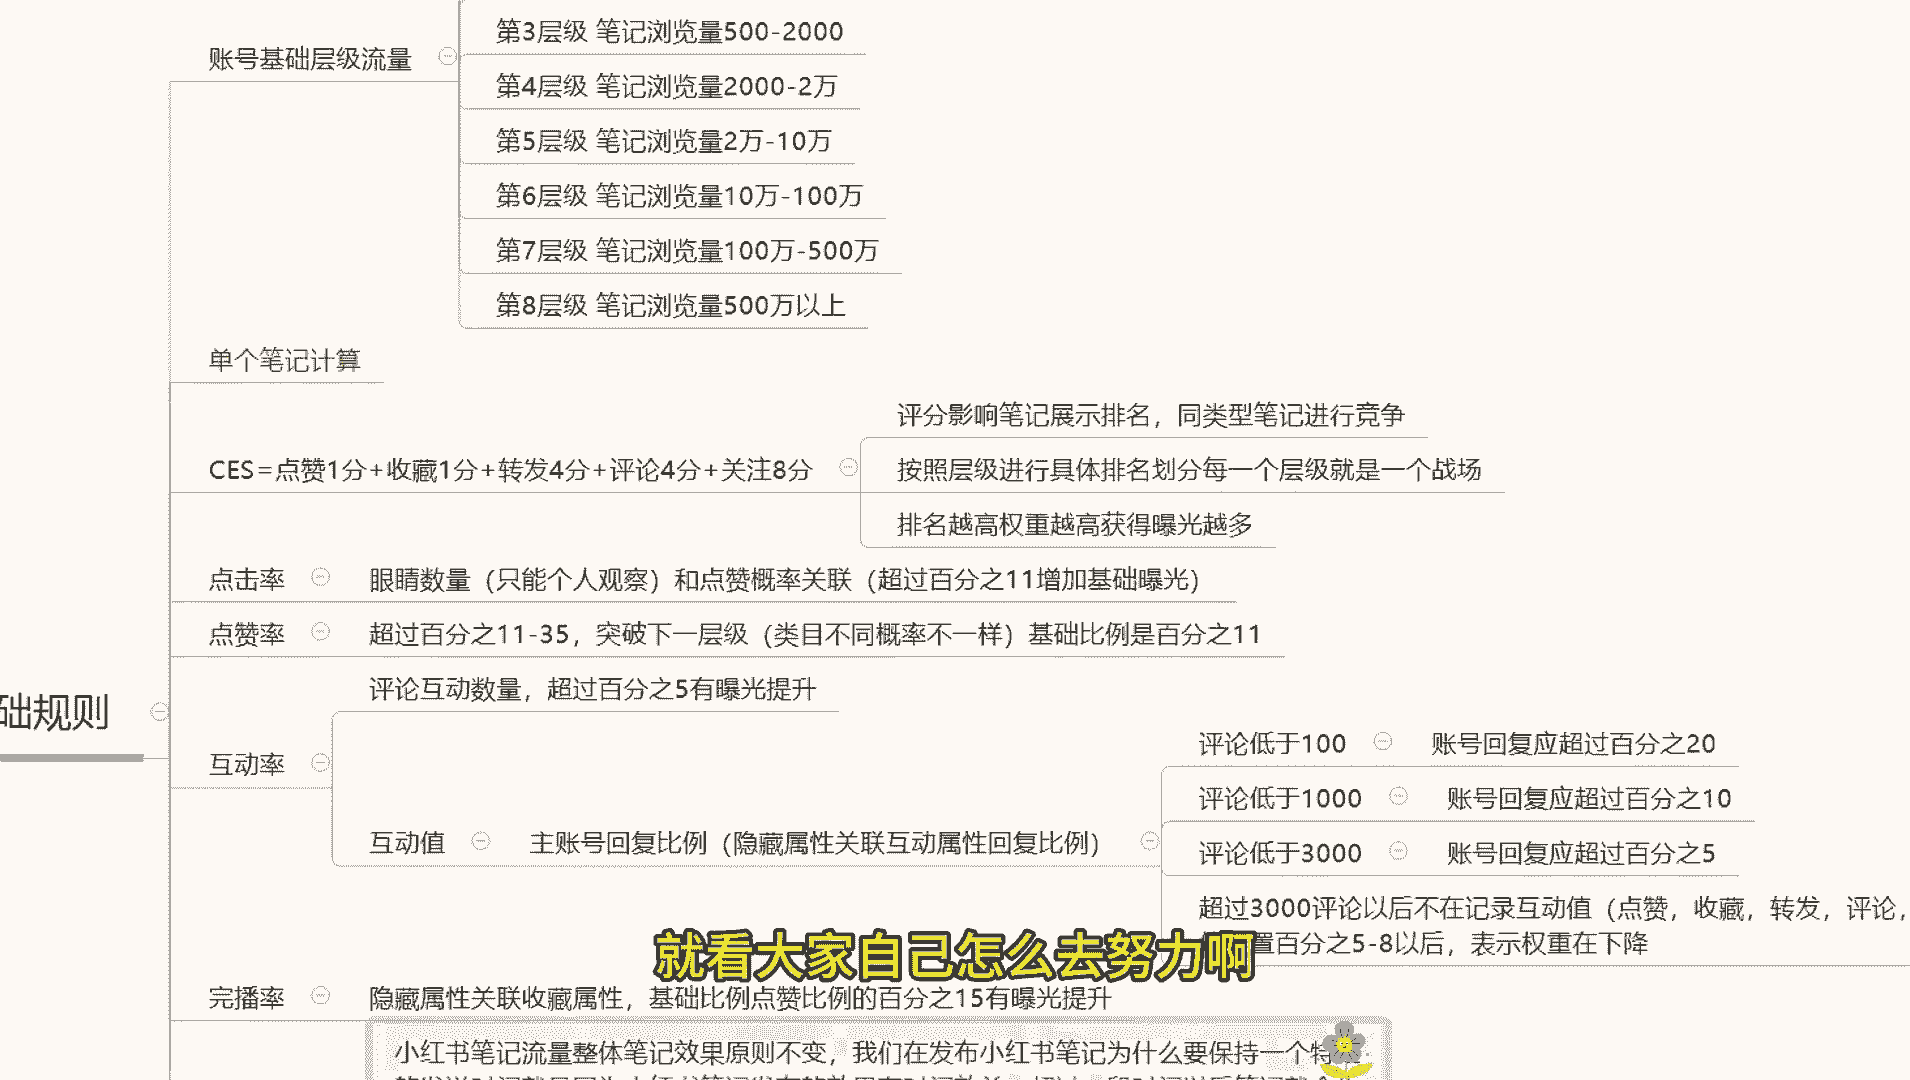 账号基础层级流量
第3层级 笔记浏览量500-2000
第4层级 笔记浏览量2000-2万
第5层级 笔记浏览量2万-10万
第6层级 笔记浏览量10万-100万
第7层级 笔记浏览量100万-500万
第8层级 笔记浏览量500万以上
单个笔记计算
CES=点赞1分+收藏1分+转发4分+评论4分+关注8分
评分影响笔记展示排名，同类型笔记进行竞争
按照层级进行具体排名划分每一个层级就是一个战场
排名越高权重越高获得曝光越多
点击率 眼睛数量（只能个人观察）和点赞概率关联（超过百分之11增加基础曝光）
点赞率 超过百分之11-35，突破下一层级（类目不同概率不一样）基础比例是百分之11
础规则
互动率
评论互动数量，超过百分之5有曝光提升
互动值 主账号回复比例（隐藏属性关联互动属性回复比例）
评论低于100 账号回复应超过百分之20
评论低于1000 账号回复应超过百分之10
评论低于3000 账号回复应超过百分之5
超过3000评论以后不在记录互动值（点赞，收藏，转发，评论，
置百分之5-8以后，表示权重在下降
就看大家自己怎么去努力啊
完播率 隐藏属性关联收藏属性，基础比例点赞比例的百分之15有曝光提升
小红书笔记流量整体笔记效果原则不变，我们在发布小红书笔记为什么要保持一个特